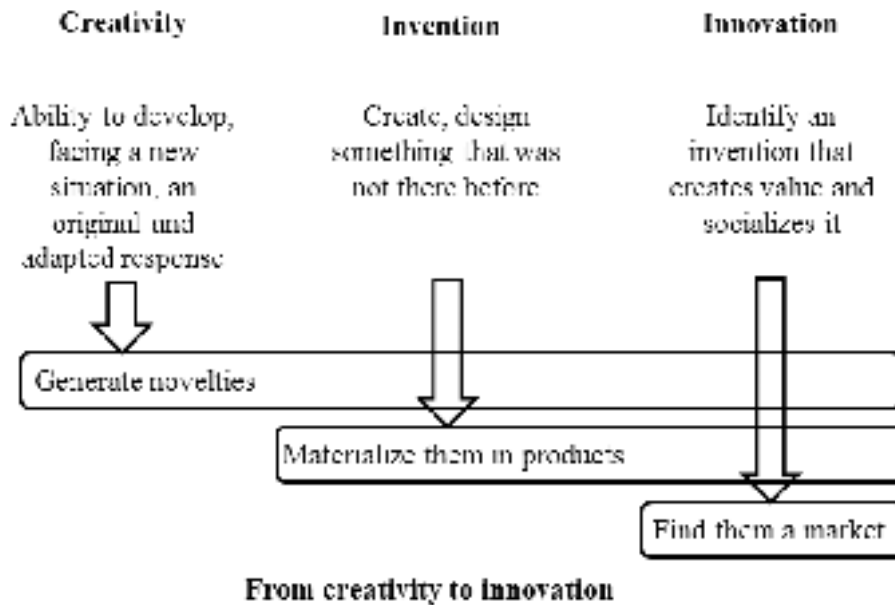 Creativity
Invention
Innovation
Ability to develop,
facing a new
situation, an
original and
adapted response
Create, design
something that was
not there before
Identify an
invention that
creates value and
socializes it
Generate novelties
Materialize them in products
Find them a market
From creativity to innovation